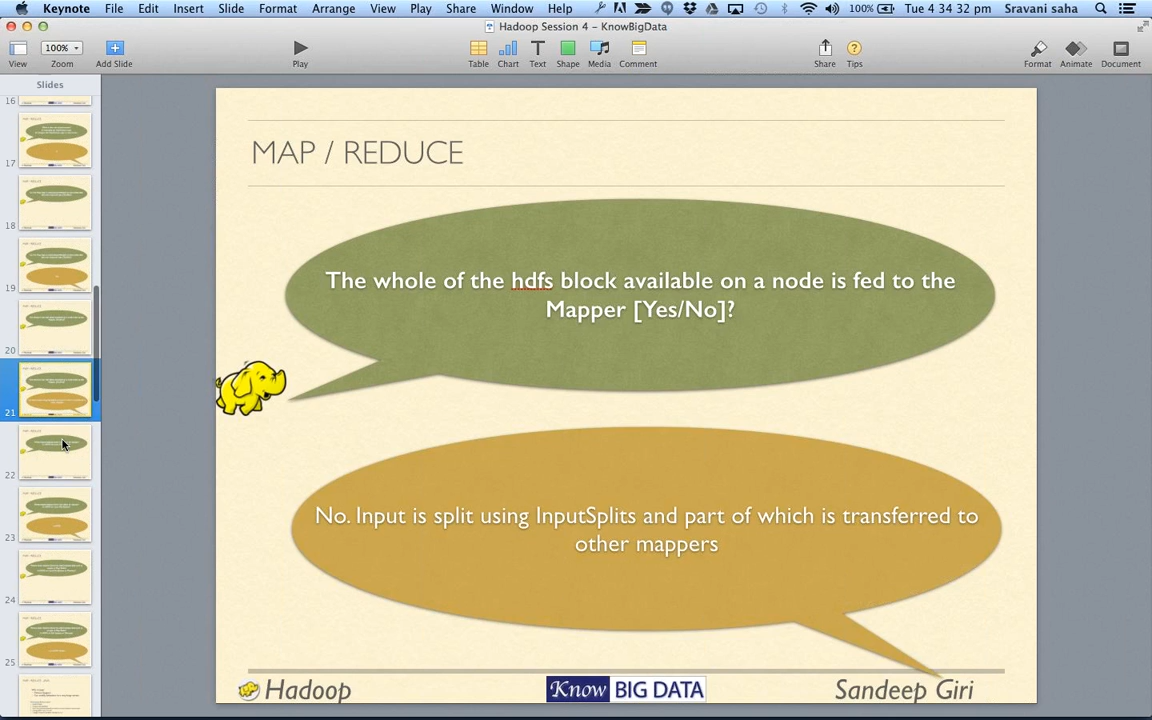 Keynote File Edit Insert Slide Format Arrange View Play Share Window Help 100% Tue 4 34 32 pm Sravani saha
Hadoop Session 4 – KnowBigData
100%
View Zoom Add Slide Play Table Chart Text Shape Media Comment Share Tips Format Animate Document
Slides
16
17
18
19
20
21
22
23
24
25
MAP / REDUCE
The whole of the hdfs block available on a node is fed to the
Mapper [Yes/No]?
No. Input is split using InputSplits and part of which is transferred to
other mappers
Hadoop Know BIG DATA Sandeep Giri